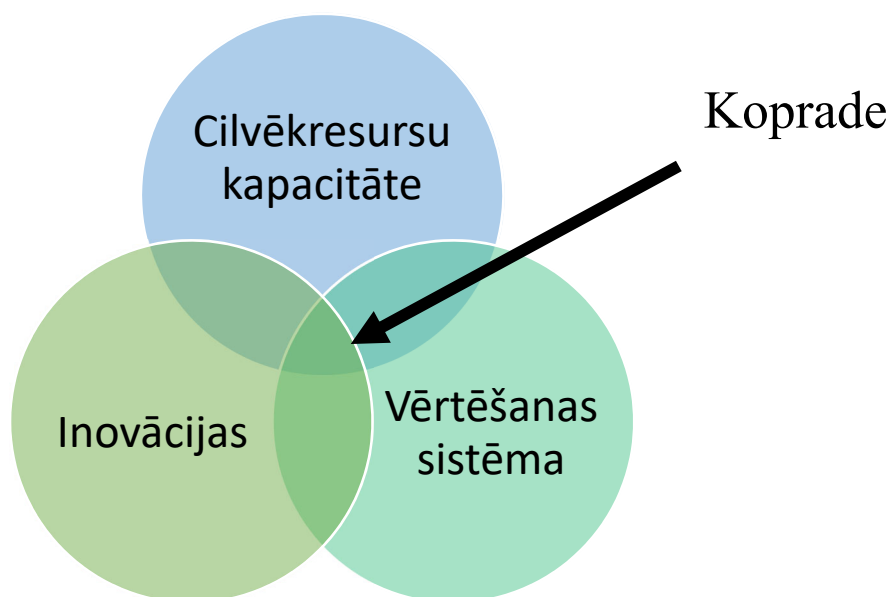 Cilvēkresursu
kapacitāte
Koprade
Inovācijas
Vērtēšanas
sistēma